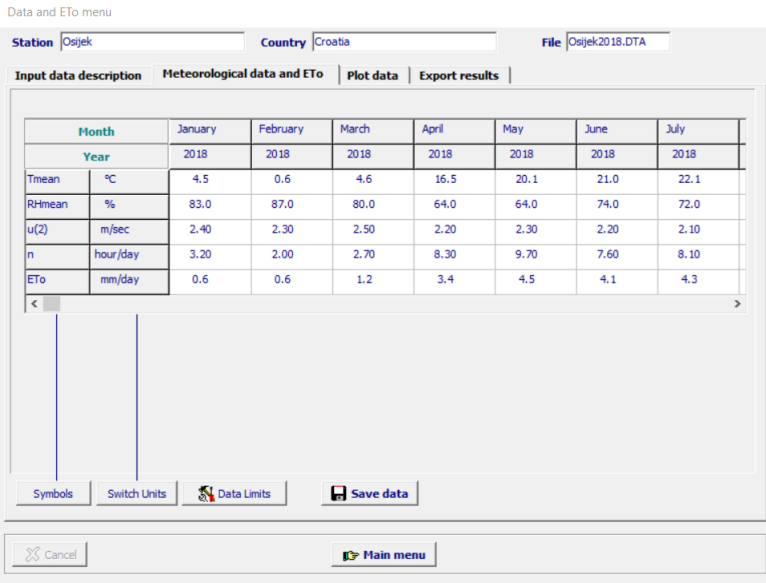 Data and ETo menu
Station Osijek Country Croatia File Osijek2018.DTA
Input data description Meteorological data and ETo Plot data Export results
Month January February March April May June July
Year 2018 2018 2018 2018 2018 2018 2018
Tmean °C 4.5 0.6 4.6 16.5 20.1 21.0 22.1
RHmean % 83.0 87.0 80.0 64.0 64.0 74.0 72.0
u(2) m/sec 2.40 2.30 2.50 2.20 2.30 2.20 2.10
n hour/day 3.20 2.00 2.70 8.30 9.70 7.60 8.10
ETo mm/day 0.6 0.6 1.2 3.4 4.5 4.1 4.3
Symbols Switch Units Data Limits Save data
Cancel Main menu